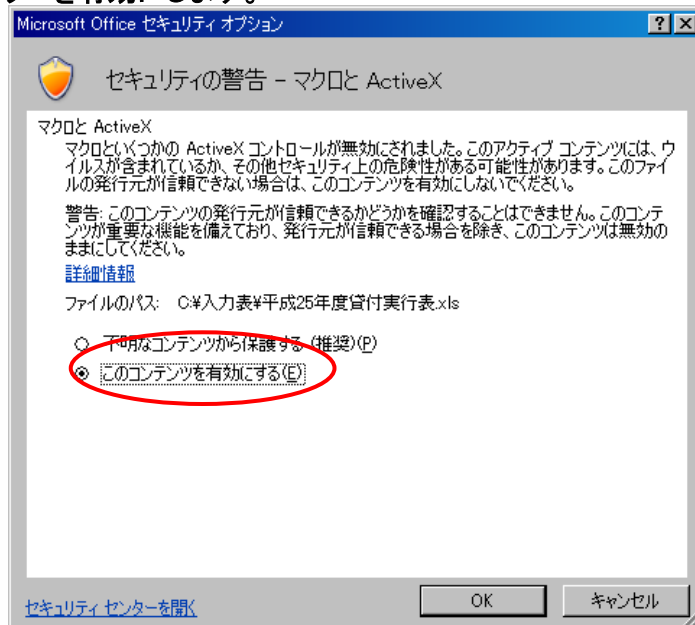 Microsoft Office セキュリティ オプション
セキュリティの警告 - マクロと ActiveX
マクロと ActiveX
マクロといくつかの ActiveX コントロールが無効にされました。このアクティブ コンテンツには、ウ
イルスが含まれているか、その他セキュリティ上の危険性がある可能性があります。このファイ
ルの発行元が信頼できない場合は、このコンテンツを有効にしないでください。
警告: このコンテンツの発行元が信頼できるかどうかを確認することはできません。このコンテ
ンツが重要な機能を備えており、発行元が信頼できる場合を除き、このコンテンツは無効の
ままにしてください。
詳細情報
ファイルのパス: C:¥入力表¥平成25年度貸付実行表.xls
不明なコンテンツから保護する (推奨)(P)
このコンテンツを有効にする(E)
セキュリティ センターを開く
OK
キャンセル